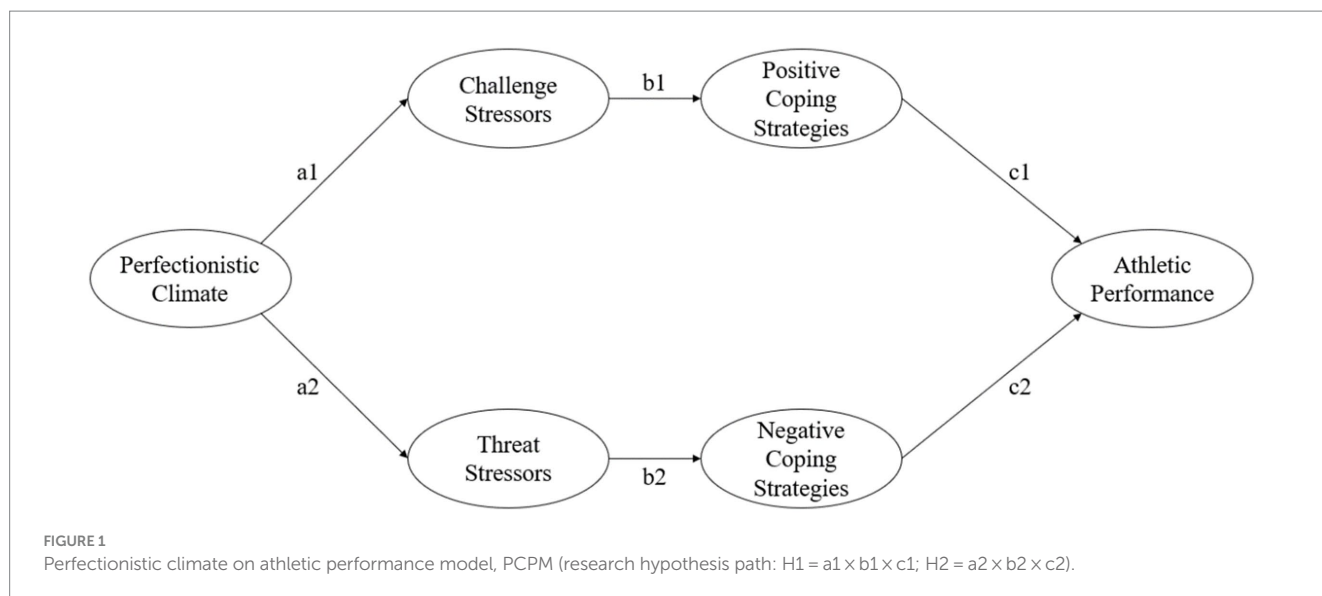 Challenge
Stressors
b1
Positive
Coping
Strategies
a1
c1
Perfectionistic
Climate
Athletic
Performance
a2
c2
Threat
Stressors
b2
Negative
Coping
Strategies
FIGURE 1
Perfectionistic climate on athletic performance model, PCPM (research hypothesis path: H1 = a1 × b1 × c1; H2 = a2 × b2 × c2).